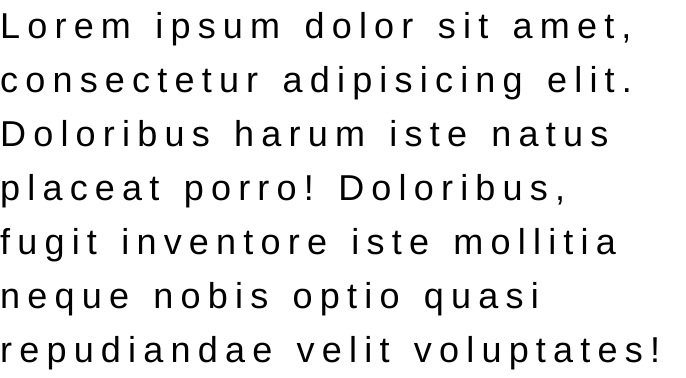 Lorem ipsum dolor sit amet,
consectetur adipisicing elit.
Doloribus harum iste natus
placeat porro! Doloribus,
fugit inventore iste mollitia
neque nobis optio quasi
repudiandae velit voluptates!